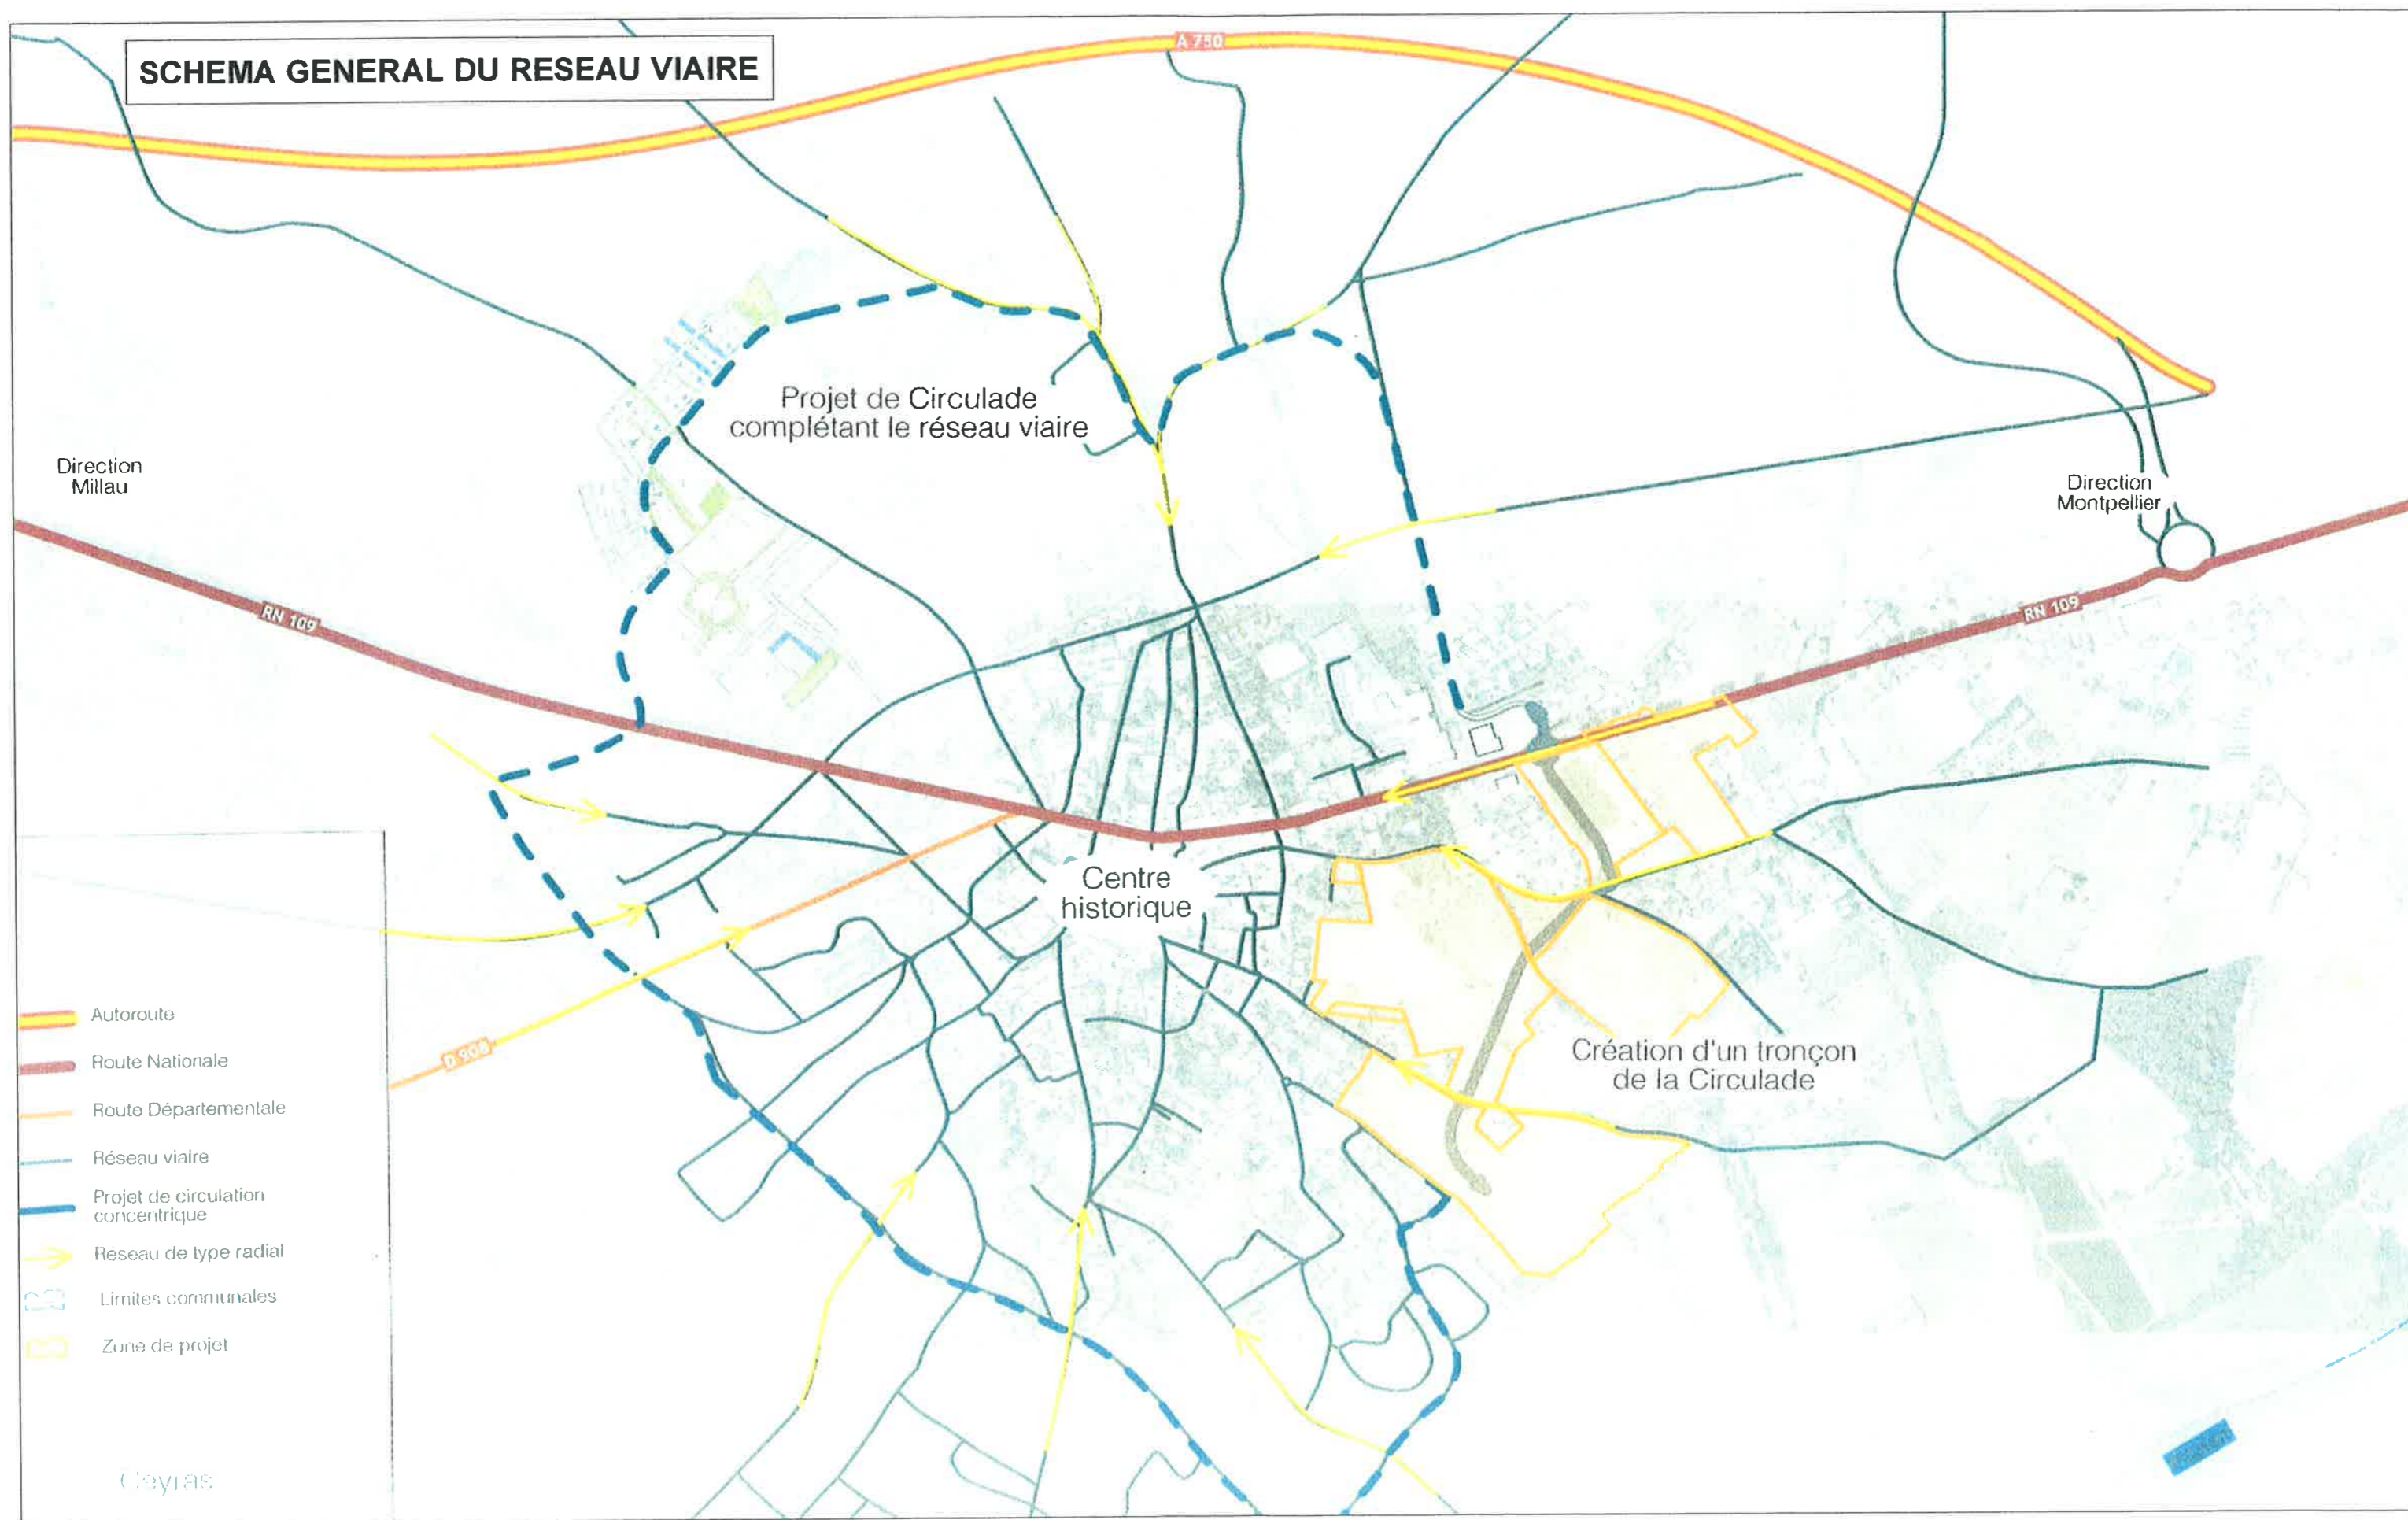 SCHEMA GENERAL DU RESEAU VIAIRE
A 750
Projet de Circulade
complétant le réseau viaire
Direction
Millau
Direction
Montpellier
RN 109
RN 109
Centre
historique
D 908
Création d'un tronçon
de la Circulade
Autoroute
Route Nationale
Route Départementale
Réseau viaire
Projet de circulation
concentrique
Réseau de type radial
Limites communales
Zone de projet
Ceyras